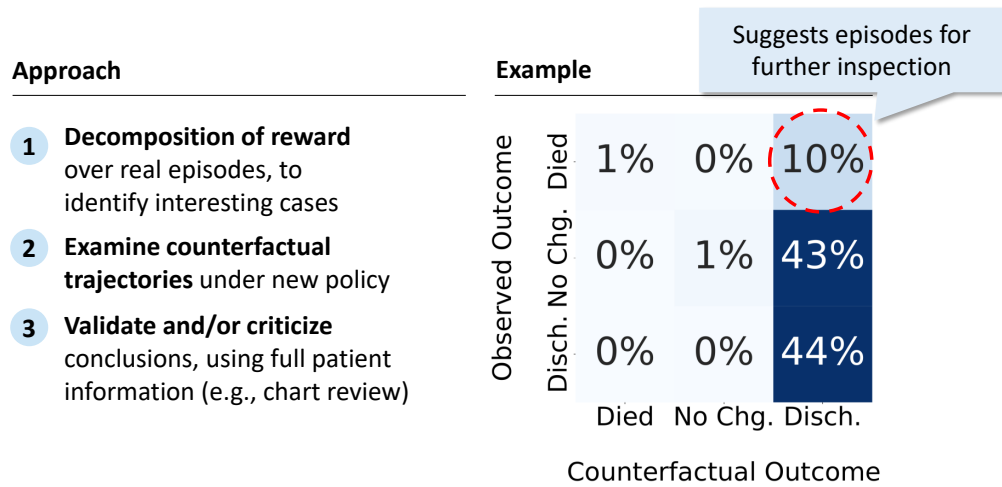 Approach
1 Decomposition of reward
over real episodes, to
identify interesting cases
2 Examine counterfactual
trajectories under new policy
3 Validate and/or criticize
conclusions, using full patient
information (e.g., chart review)
Example
Suggests episodes for
further inspection
Observed Outcome
Died
1% 0% 10%
No Chg.
0% 1% 43%
Disch.
0% 0% 44%
Died No Chg. Disch.
Counterfactual Outcome